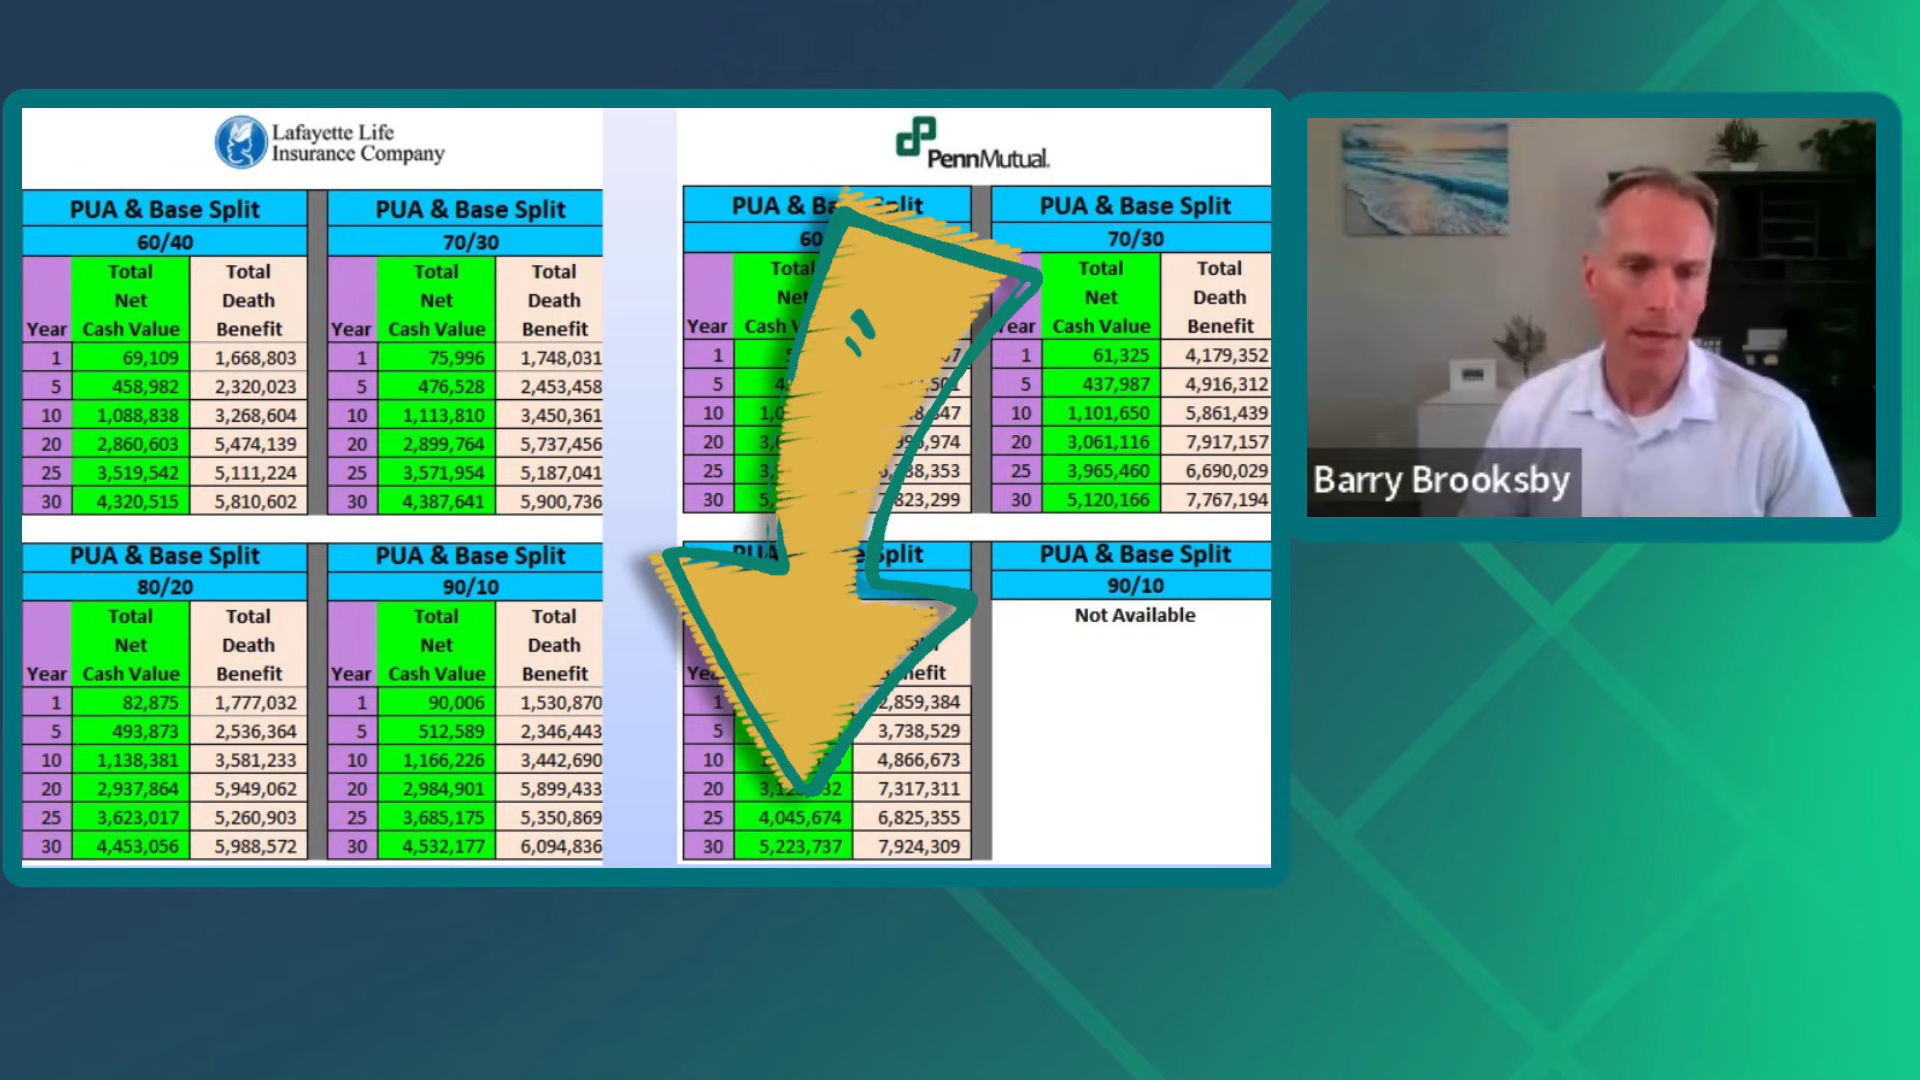 Lafayette Life
Insurance Company
PUA & Base Split
60/40
Total Total
Net Death
Year Cash Value Benefit
1 69,109 1,668,803
5 458,982 2,320,023
10 1,088,838 3,268,604
20 2,860,603 5,474,139
25 3,519,542 5,111,224
30 4,320,515 5,810,602
PUA & Base Split
70/30
Total Total
Net Death
Year Cash Value Benefit
1 75,996 1,748,031
5 476,528 2,453,458
10 1,113,810 3,450,361
20 2,899,764 5,737,456
25 3,571,954 5,187,041
30 4,387,641 5,900,736
PUA & Base Split
80/20
Total Total
Net Death
Year Cash Value Benefit
1 82,875 1,777,032
5 493,873 2,536,364
10 1,138,381 3,581,233
20 2,937,864 5,949,062
25 3,623,017 5,260,903
30 4,453,056 5,988,572
PUA & Base Split
90/10
Total Total
Net Death
Year Cash Value Benefit
1 90,006 1,530,870
5 512,589 2,346,443
10 1,166,226 3,442,690
20 2,984,901 5,899,433
25 3,685,175 5,350,869
30 4,532,177 6,094,836
PennMutual.
PUA &
Total
Year Cash
1
5
10
20
25
30
PUA & Base Split
70/30
Total Total
Net Death
Year Cash Value Benefit
1 61,325 4,179,352
5 437,987 4,916,312
10 1,101,650 5,861,439
20 3,061,116 7,917,157
25 3,965,460 6,690,029
30 5,120,166 7,767,194
Split
1 2,859,384
5 3,738,529
10 4,866,673
20 7,317,311
25 4,045,674 6,825,355
30 5,223,737 7,924,309
PUA & Base Split
90/10
Not Available
Barry Brooksby